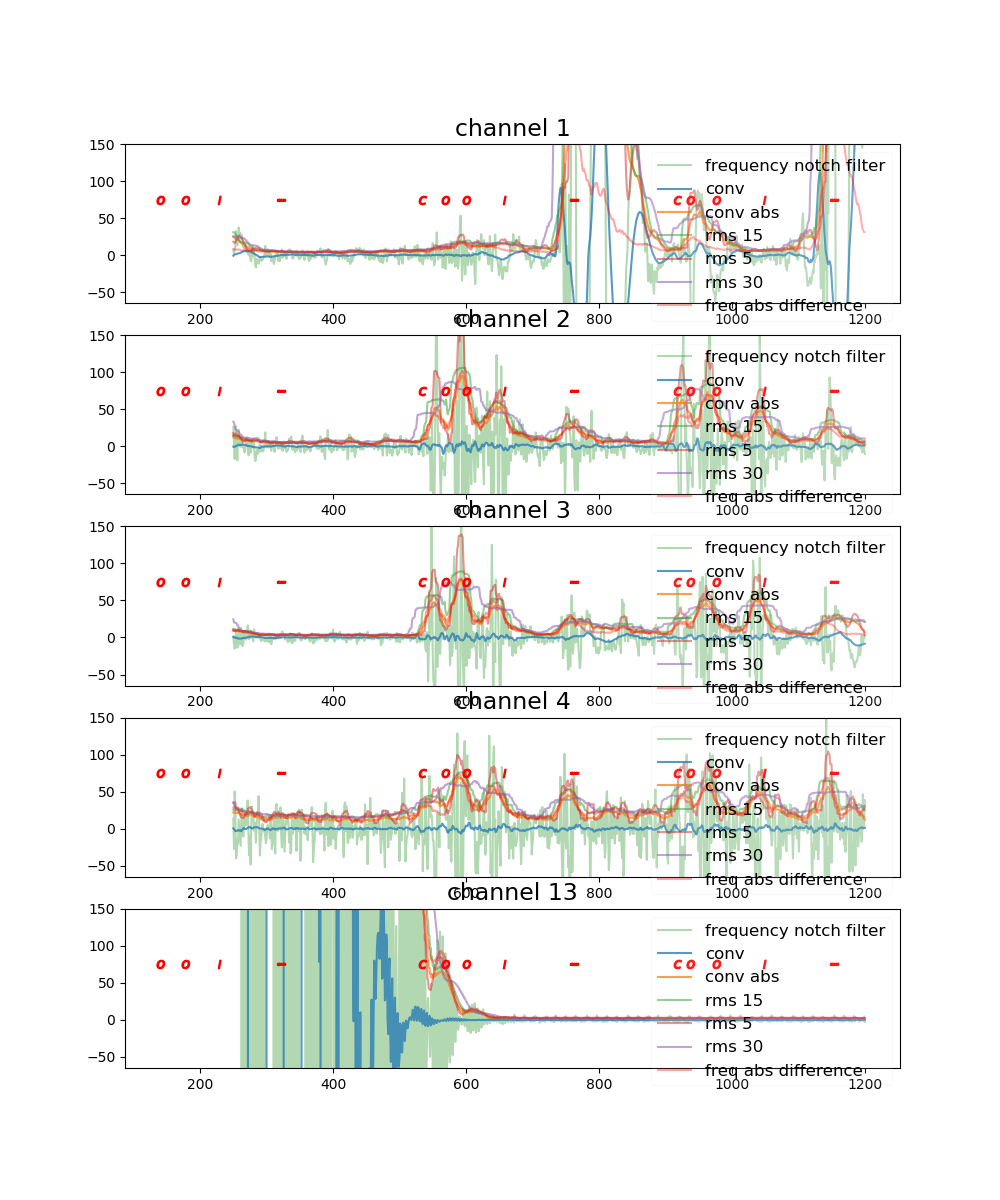 channel 1
150
100
50
0
−50
o o l - c o o l - c o o l -
frequency notch filter
conv
conv abs
rms 15
rms 5
rms 30
freq abs difference
200 400 600 800 1000 1200
channel 2
150
100
50
0
−50
o o l - c o o l - c o o l -
frequency notch filter
conv
conv abs
rms 15
rms 5
rms 30
freq abs difference
200 400 600 800 1000 1200
channel 3
150
100
50
0
−50
o o l - c o o l - c o o l -
frequency notch filter
conv
conv abs
rms 15
rms 5
rms 30
freq abs difference
200 400 600 800 1000 1200
channel 4
150
100
50
0
−50
o o l - c o o l - c o o l -
frequency notch filter
conv
conv abs
rms 15
rms 5
rms 30
freq abs difference
200 400 600 800 1000 1200
channel 13
150
100
50
0
−50
o o l - c o o l - c o o l -
frequency notch filter
conv
conv abs
rms 15
rms 5
rms 30
freq abs difference
200 400 600 800 1000 1200